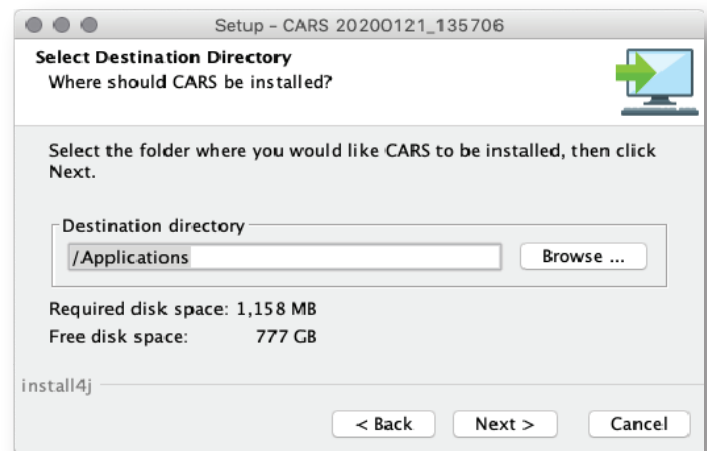 Setup – CARS 20200121_135706
Select Destination Directory
Where should CARS be installed?
Select the folder where you would like CARS to be installed, then click
Next.
Destination directory
/Applications
Browse ...
Required disk space: 1,158 MB
Free disk space: 777 GB
install4j
< Back Next > Cancel